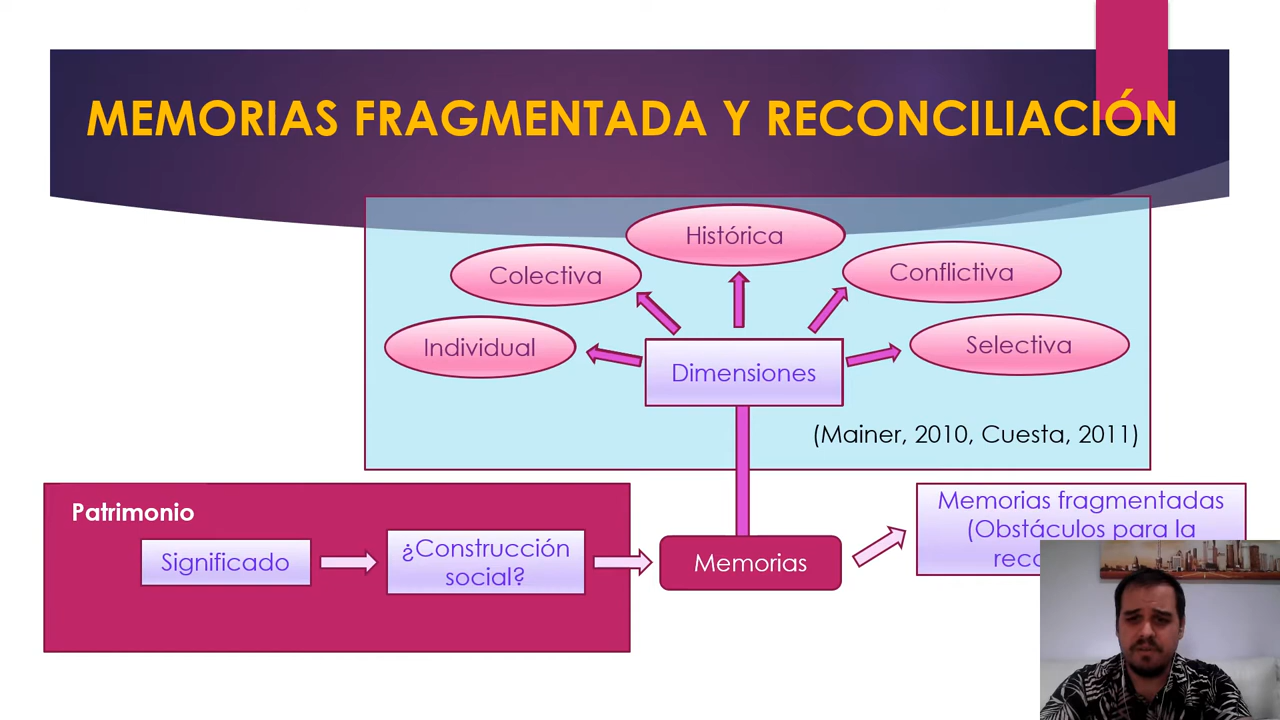 MEMORIAS FRAGMENTADA Y RECONCILIACIÓN
Histórica
Colectiva
Conflictiva
Individual
Selectiva
Dimensiones
(Mainer, 2010, Cuesta, 2011)
Patrimonio
Significado
¿Construcción
social?
Memorias
Memorias fragmentadas
(Obstáculos para la